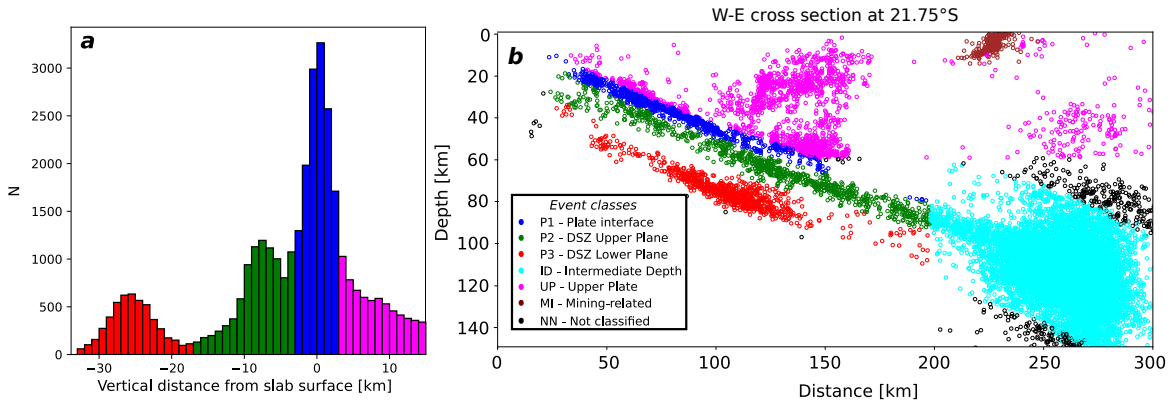 a
N
3000
2500
2000
1500
1000
500
0
−30
−20
−10
0
10
Vertical distance from slab surface [km]
W-E cross section at 21.75°S
b
Depth [km]
0
20
40
60
80
100
120
140
Event classes
P1 - Plate interface
P2 - DSZ Upper Plane
P3 - DSZ Lower Plane
ID - Intermediate Depth
UP - Upper Plate
MI - Mining-related
NN - Not classified
0
50
100
150
200
250
300
Distance [km]